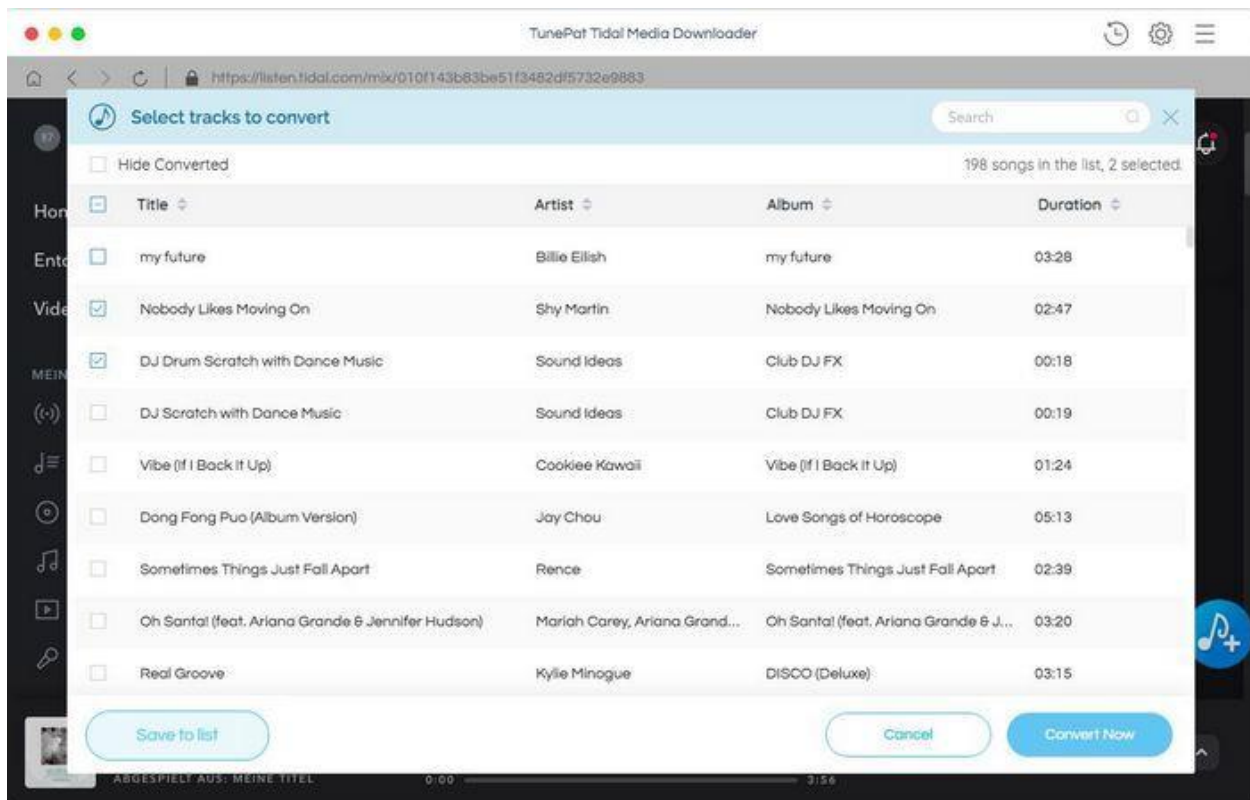 TunePat Tidal Media Downloader
https://listen.tidal.com/mix/010f143b83be51f3482df5732e9883
Select tracks to convert
Search
Hide Converted
198 songs in the list, 2 selected.
Title Artist Album Duration
my future Billie Eilish my future 03:28
Nobody Likes Moving On Shy Martin Nobody Likes Moving On 02:47
DJ Drum Scratch with Dance Music Sound Ideas Club DJ FX 00:18
DJ Scratch with Dance Music Sound Ideas Club DJ FX 00:19
Vibe (If I Back It Up) Cookiee Kawaii Vibe (If I Back It Up) 01:24
Dong Fong Puo (Album Version) Jay Chou Love Songs of Horoscope 05:13
Sometimes Things Just Fall Apart Rence Sometimes Things Just Fall Apart 02:39
Oh Santa! (feat. Ariana Grande & Jennifer Hudson) Mariah Carey, Ariana Grand... Oh Santa! (feat. Ariana Grande & J... 03:20
Real Groove Kylie Minogue DISCO (Deluxe) 03:15
Hom
Vide
MEIN
Save to list
Cancel
Convert Now
ABGESPIELT AUS: MEINE TITEL 0:00 3:56